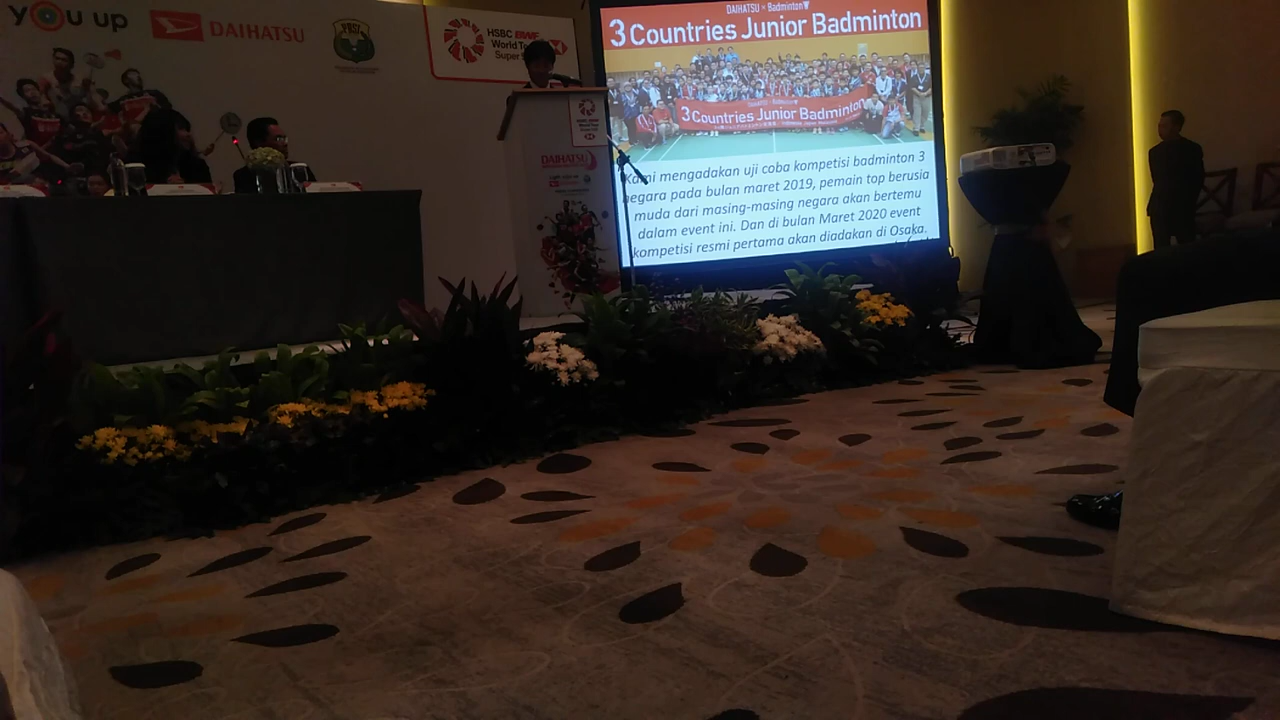 you up
DAIHATSU
PBSI
HSBC BWF
World Tour
Super
DAIHATSU
DAIHATSU × Badminton
3 Countries Junior Badminton
3 Countries Junior Badminton
Kami mengadakan uji coba kompetisi badminton 3
negara pada bulan maret 2019, pemain top berusia
muda dari masing-masing negara akan bertemu
dalam event ini. Dan di bulan Maret 2020 event
kompetisi resmi pertama akan diadakan di Osaka.